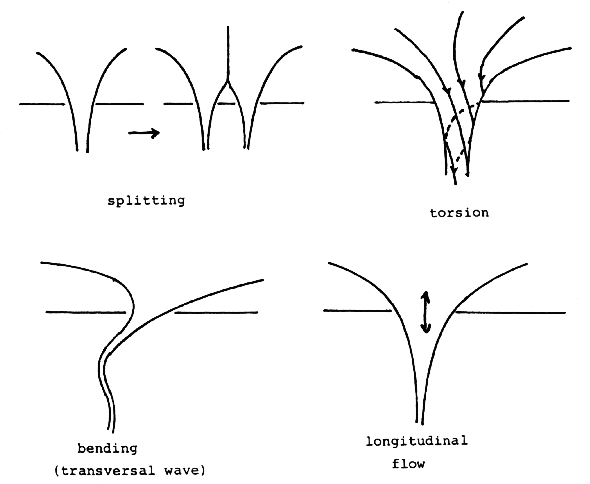 splitting
torsion
bending
(transversal wave)
longitudinal
flow